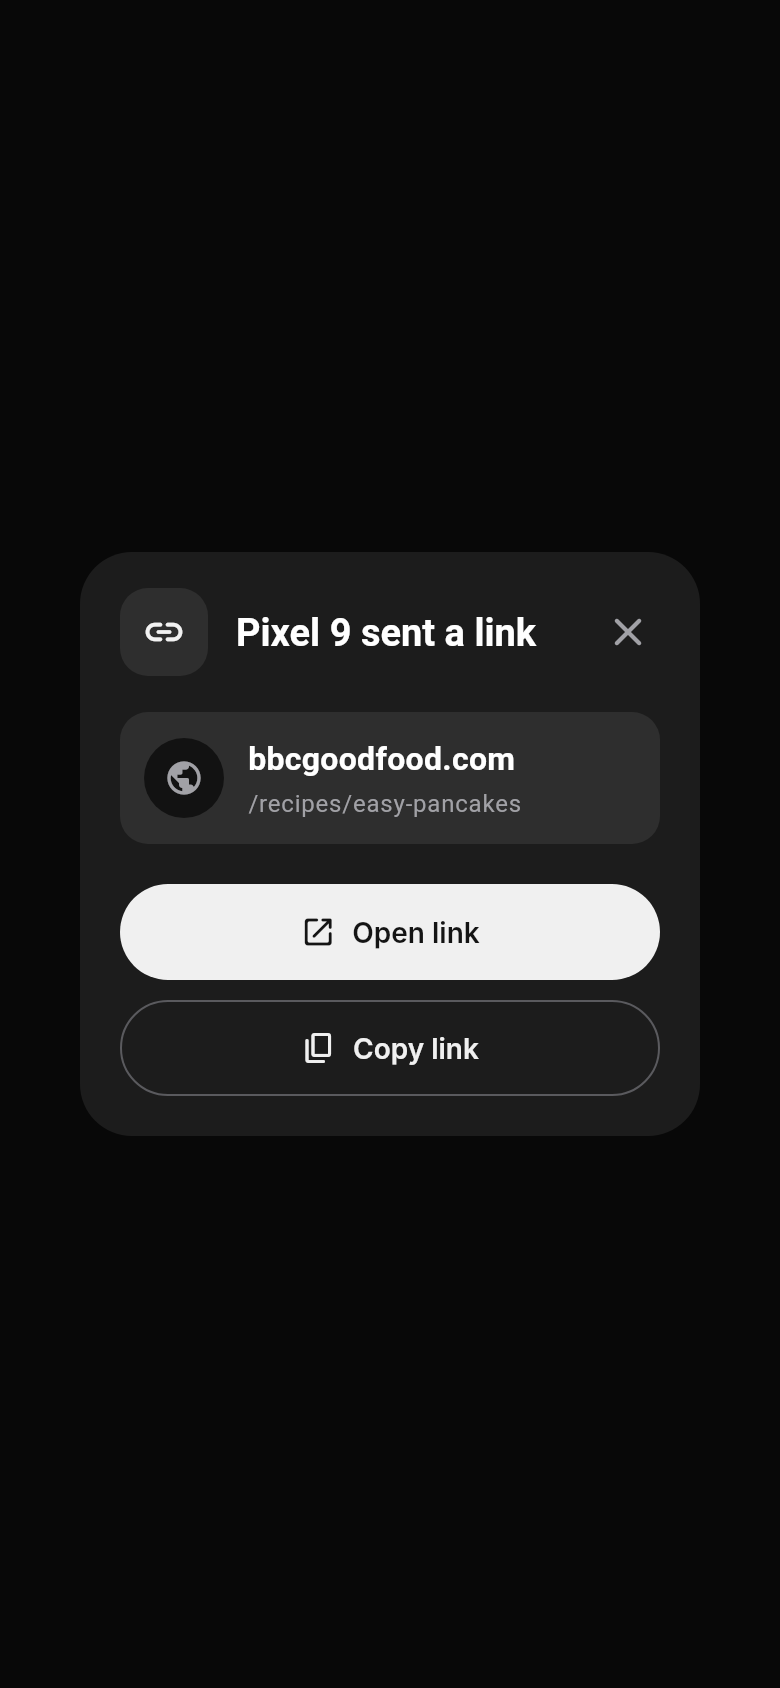 Pixel 9 sent a link
bbcgoodfood.com
/recipes/easy-pancakes
Open link
Copy link